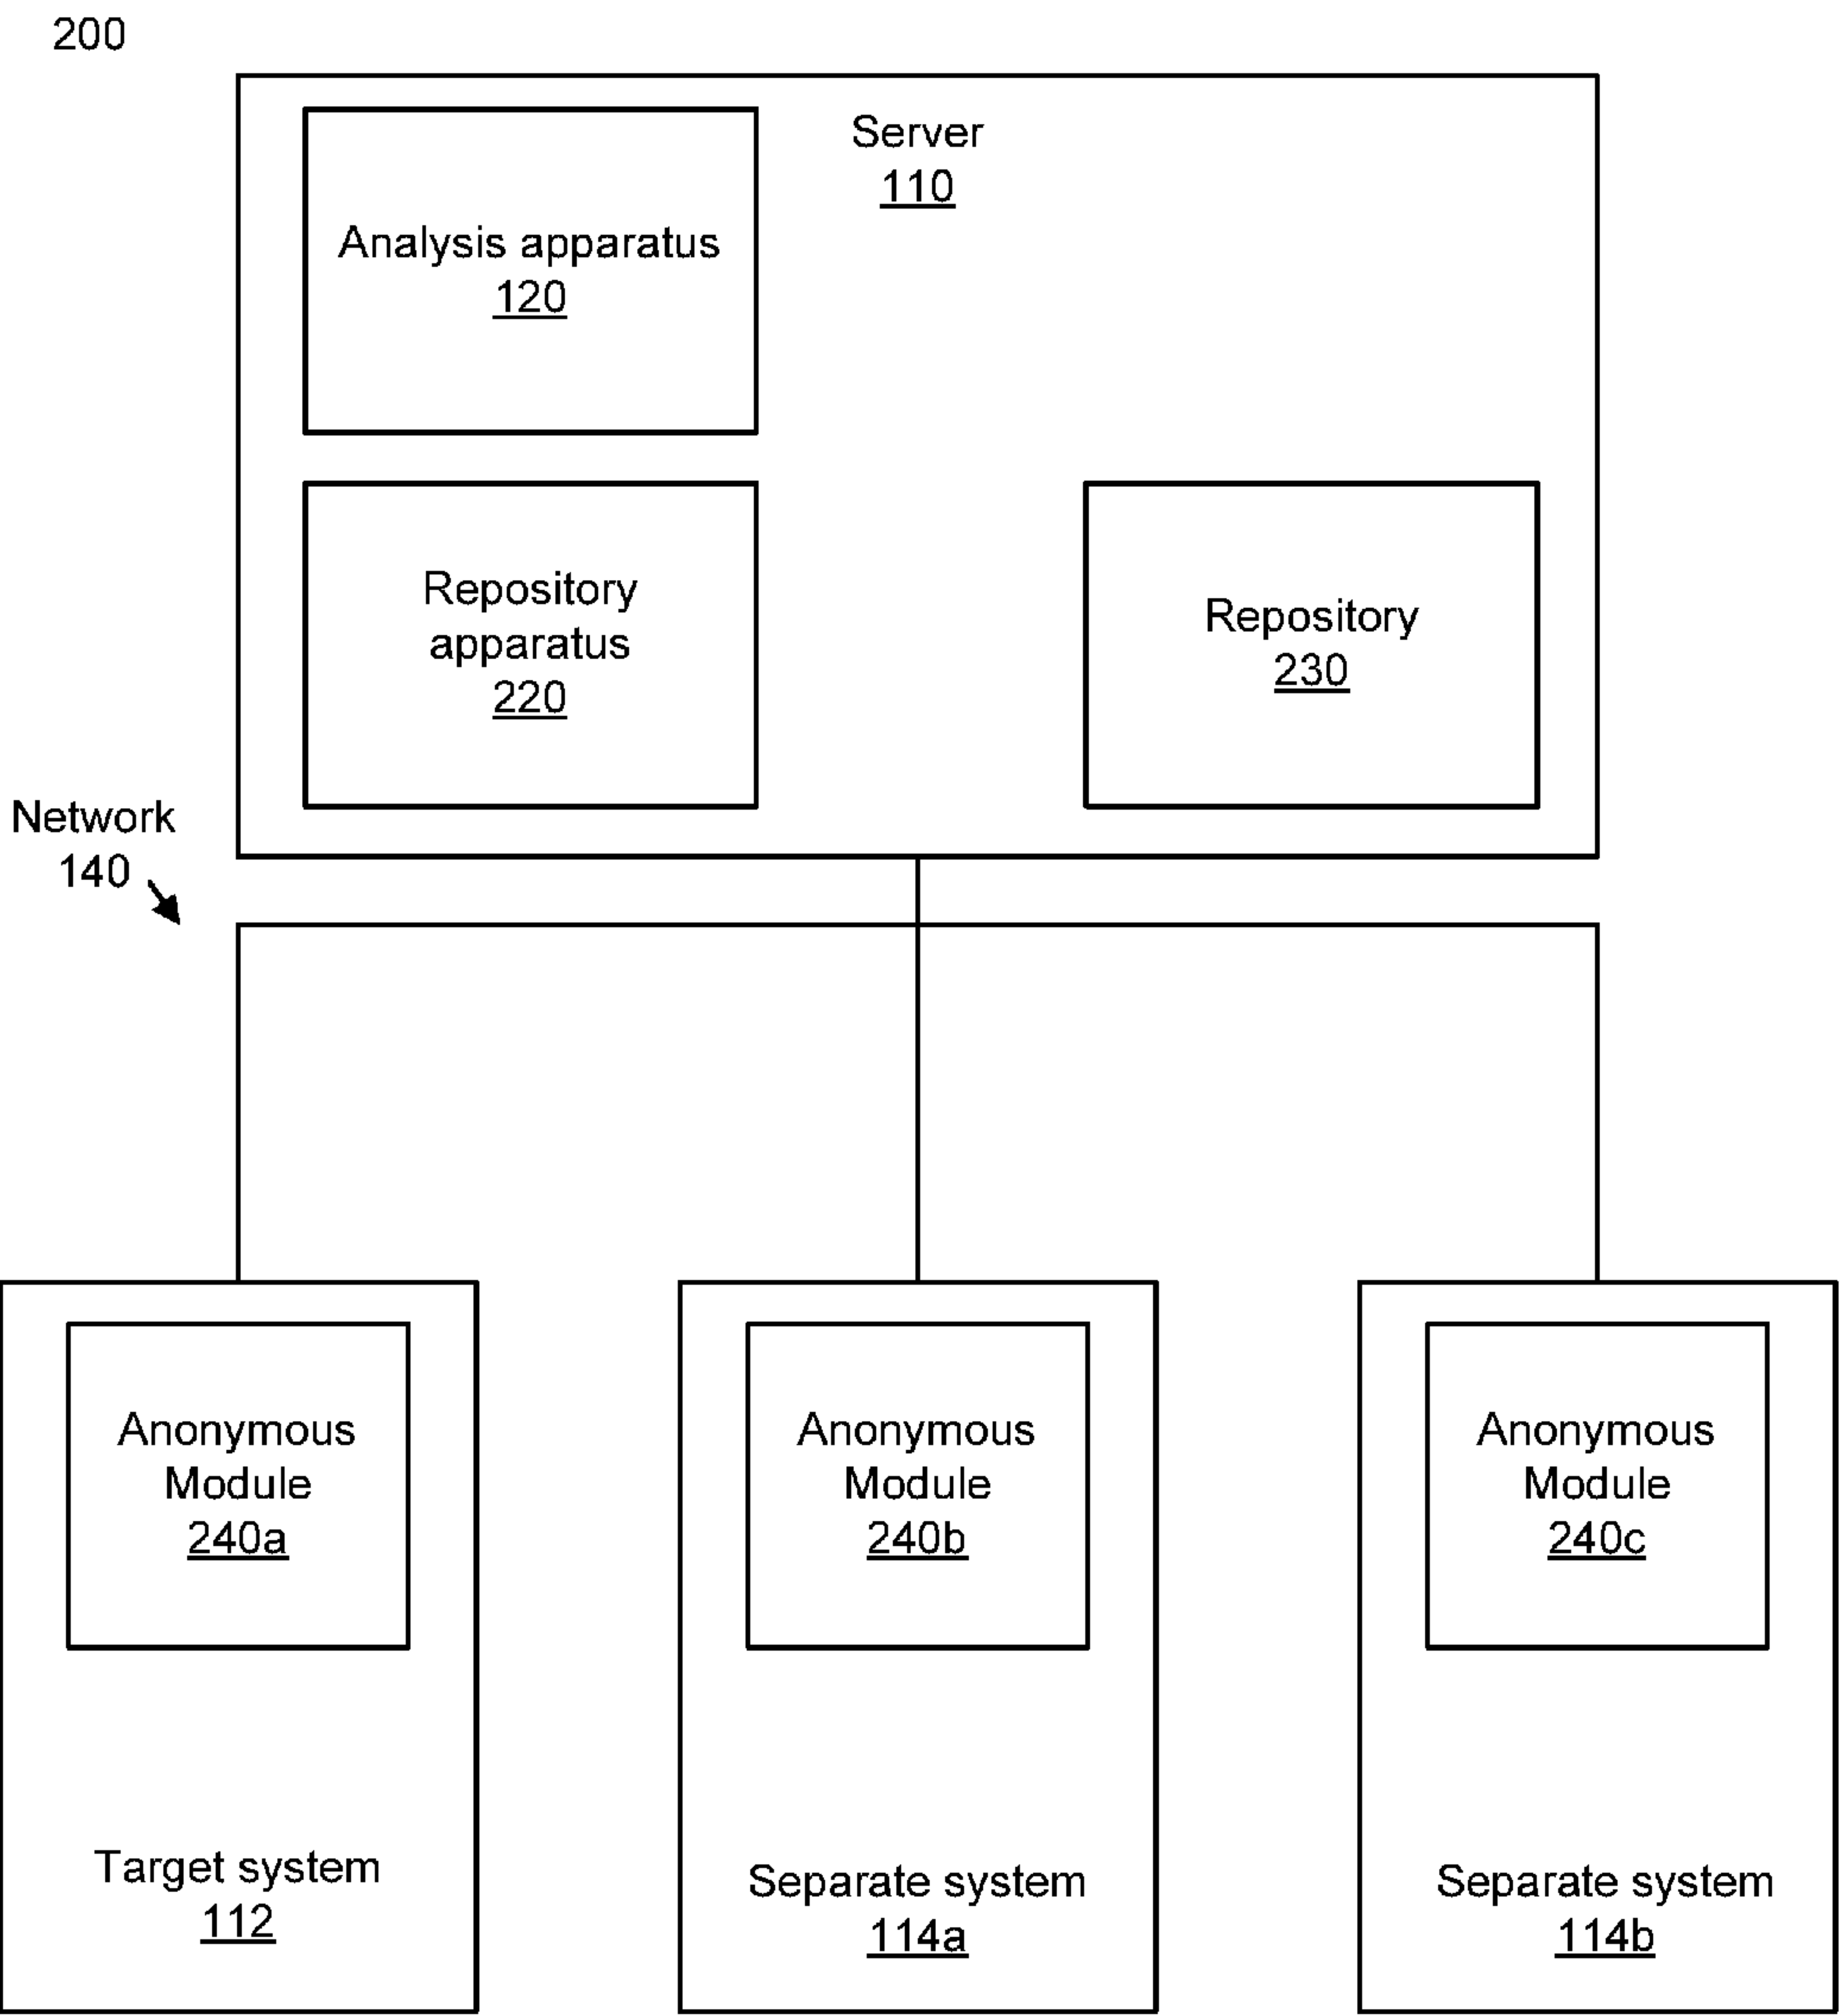 200
Server
110
Analysis apparatus
120
Repository
apparatus
220
Repository
230
Network
140
Anonymous
Module
240a
Target system
112
Anonymous
Module
240b
Separate system
114a
Anonymous
Module
240c
Separate system
114b